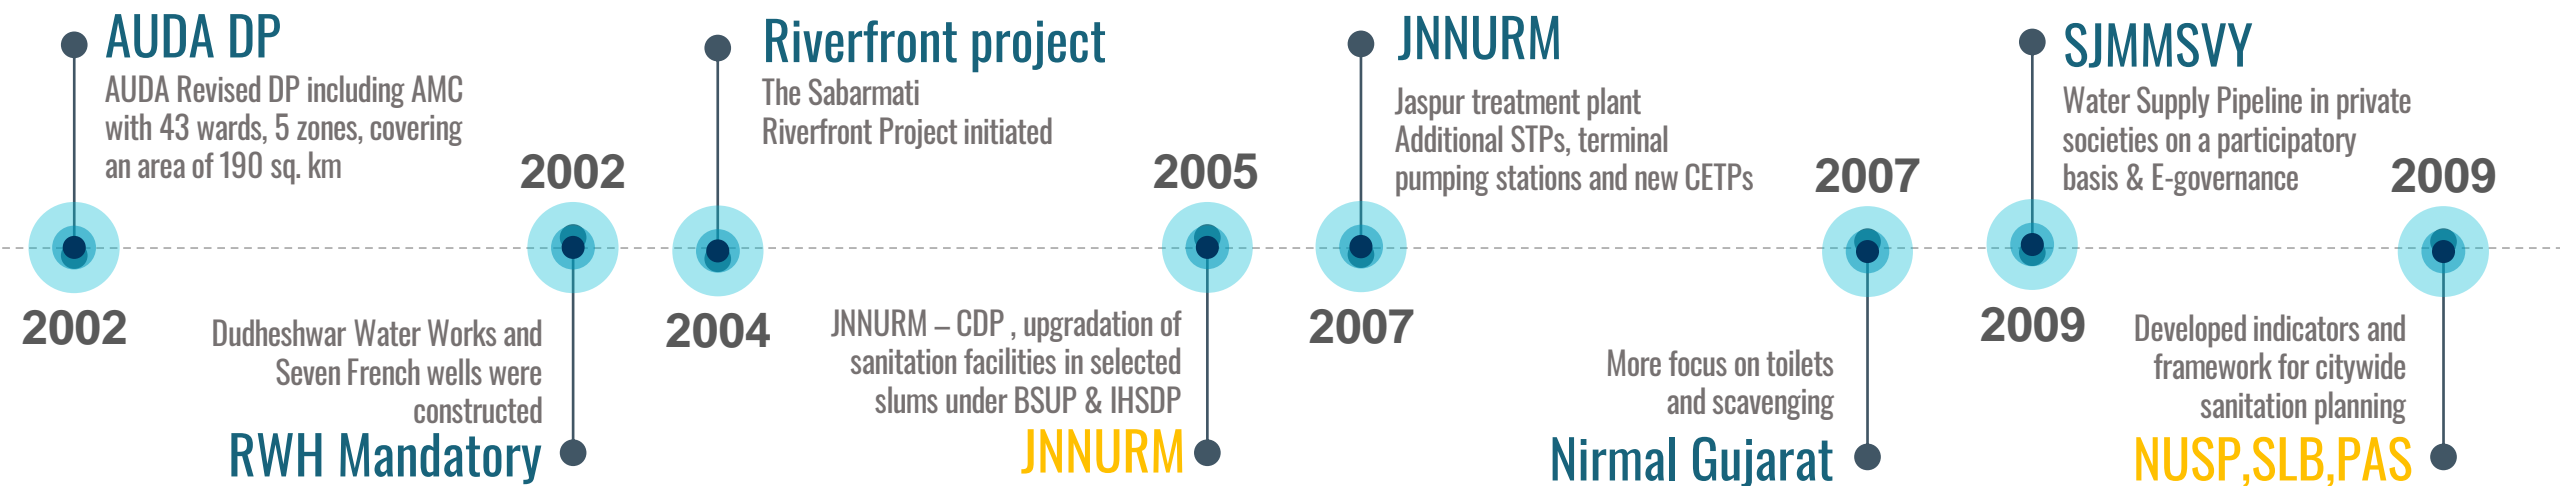 AUDA DP
AUDA Revised DP including AMC
with 43 wards, 5 zones, covering
an area of 190 sq. km
2002
2002
Dudheshwar Water Works and
Seven French wells were
constructed
RWH Mandatory
Riverfront project
The Sabarmati
Riverfront Project initiated
2004
2005
JNNURM – CDP , upgradation of
sanitation facilities in selected
slums under BSUP & IHSDP
JNNURM
JNNURM
Jaspur treatment plant
Additional STPs, terminal
pumping stations and new CETPs
2007
2007
More focus on toilets
and scavenging
Nirmal Gujarat
SJMMSVY
Water Supply Pipeline in private
societies on a participatory
basis & E-governance
2009
2009
Developed indicators and
framework for citywide
sanitation planning
NUSP,SLB,PAS